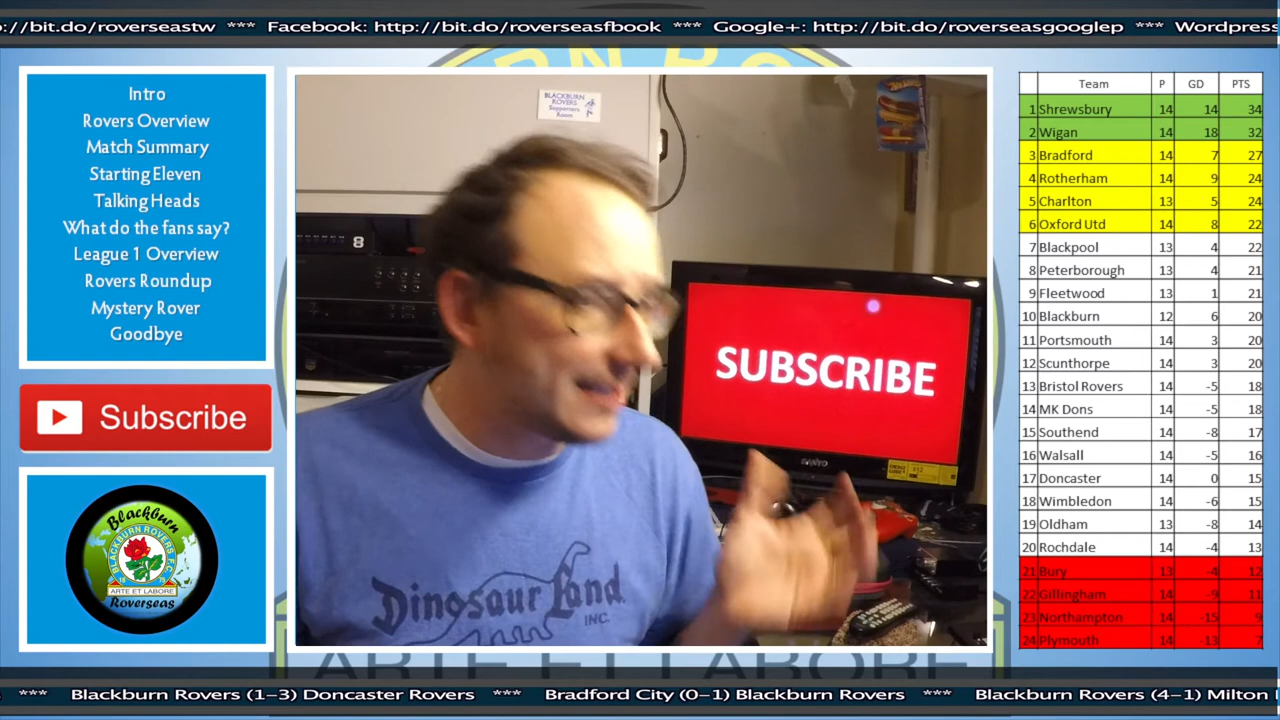 ://bit.do/roverseastw *** Facebook: http://bit.do/roverseasfbook *** Google+: http://bit.do/roverseasgooglep *** Wordpress
Intro
Rovers Overview
Match Summary
Starting Eleven
Talking Heads
What do the fans say?
League 1 Overview
Rovers Roundup
Mystery Rover
Goodbye
Subscribe
Blackburn
BLACKBURN ROVERS F.C.
18 75
ARTE ET LABORE
Roverseas
BLACKBURN
ROVERS
Supporters
Room
8
SUBSCRIBE
SANYO
Dinosaur Land
INC.
Team P GD PTS
1 Shrewsbury 14 14 34
2 Wigan 14 18 32
3 Bradford 14 7 27
4 Rotherham 14 9 24
5 Charlton 13 5 24
6 Oxford Utd 14 8 22
7 Blackpool 13 4 22
8 Peterborough 13 4 21
9 Fleetwood 13 1 21
10 Blackburn 12 6 20
11 Portsmouth 14 3 20
12 Scunthorpe 14 3 20
13 Bristol Rovers 14 -5 18
14 MK Dons 14 -5 18
15 Southend 14 -8 17
16 Walsall 14 -5 16
17 Doncaster 14 0 15
18 Wimbledon 14 -6 15
19 Oldham 13 -8 14
20 Rochdale 14 -4 13
21 Bury 13 -4 12
22 Gillingham 14 -9 11
23 Northampton 14 -15 9
24 Plymouth 14 -13 7
ARTE ET LABORE
*** Blackburn Rovers (1-3) Doncaster Rovers *** Bradford City (0-1) Blackburn Rovers *** Blackburn Rovers (4-1) Milton